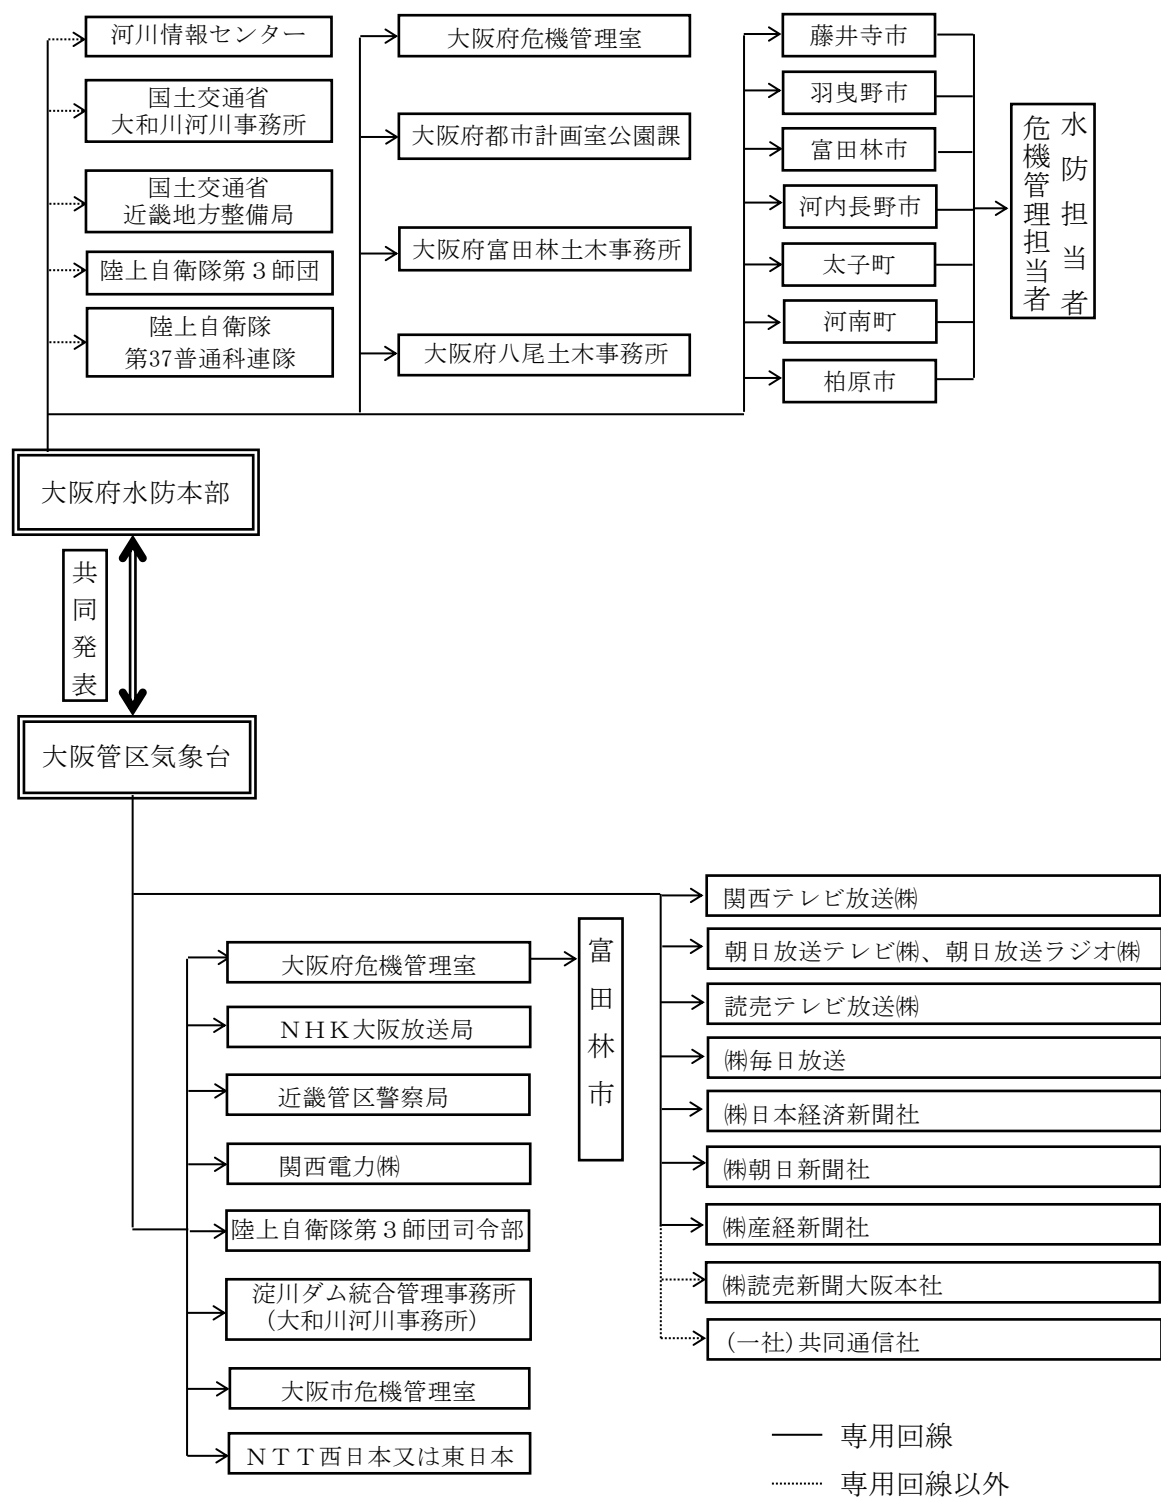 河川情報センター
国土交通省
大和川河川事務所
国土交通省
近畿地方整備局
陸上自衛隊第３師団
陸上自衛隊
第37普通科連隊
大阪府危機管理室
大阪府都市計画室公園課
大阪府富田林土木事務所
大阪府八尾土木事務所
藤井寺市
羽曳野市
富田林市
河内長野市
太子町
河南町
柏原市
水防担当者
危機管理担当者
大阪府水防本部
共同発表
大阪管区気象台
大阪府危機管理室
ＮＨＫ大阪放送局
近畿管区警察局
関西電力㈱
陸上自衛隊第３師団司令部
淀川ダム統合管理事務所
（大和川河川事務所）
大阪市危機管理室
ＮＴＴ西日本又は東日本
富田林市
関西テレビ放送㈱
朝日放送テレビ㈱、朝日放送ラジオ㈱
読売テレビ放送㈱
㈱毎日放送
㈱日本経済新聞社
㈱朝日新聞社
㈱産経新聞社
㈱読売新聞大阪本社
(一社)共同通信社
専用回線
専用回線以外